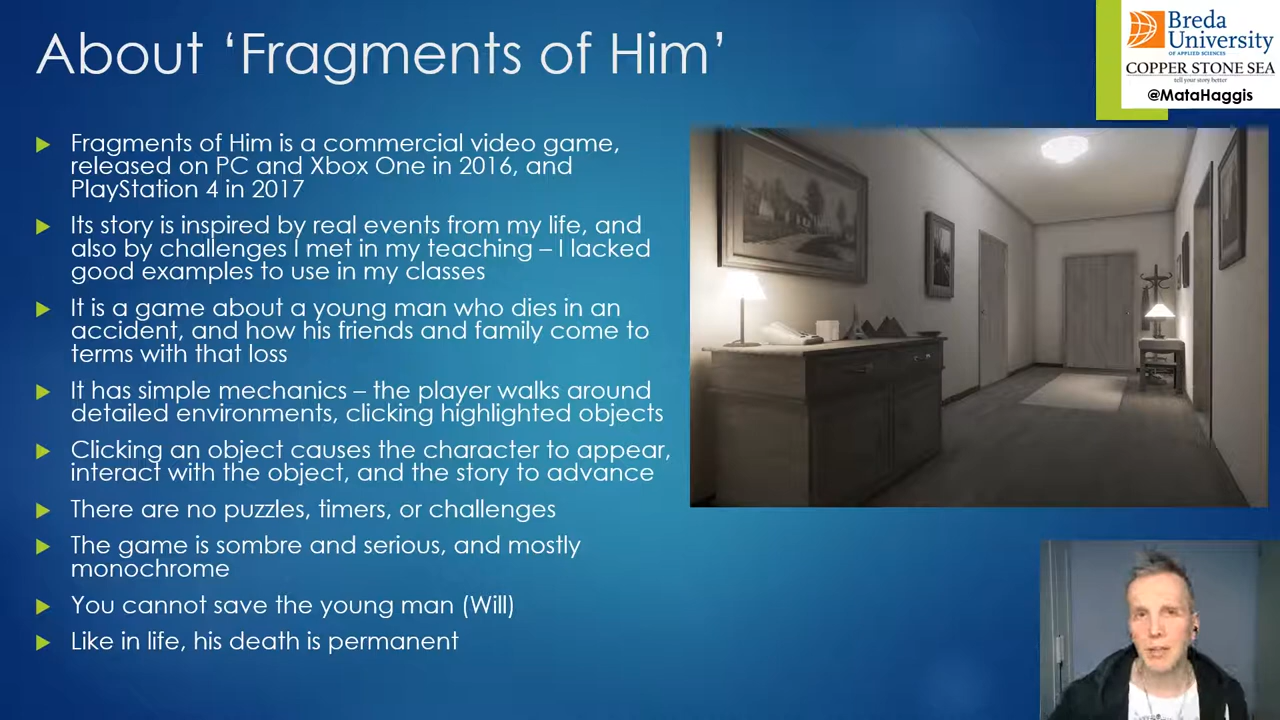 About ‘Fragments of Him’
Breda
University
OF APPLIED SCIENCES
COPPER STONE SEA
tell your story better
@MataHaggis
Fragments of Him is a commercial video game,
released on PC and Xbox One in 2016, and
PlayStation 4 in 2017
Its story is inspired by real events from my life, and
also by challenges I met in my teaching – I lacked
good examples to use in my classes
It is a game about a young man who dies in an
accident, and how his friends and family come to
terms with that loss
It has simple mechanics – the player walks around
detailed environments, clicking highlighted objects
Clicking an object causes the character to appear,
interact with the object, and the story to advance
There are no puzzles, timers, or challenges
The game is sombre and serious, and mostly
monochrome
You cannot save the young man (Will)
Like in life, his death is permanent